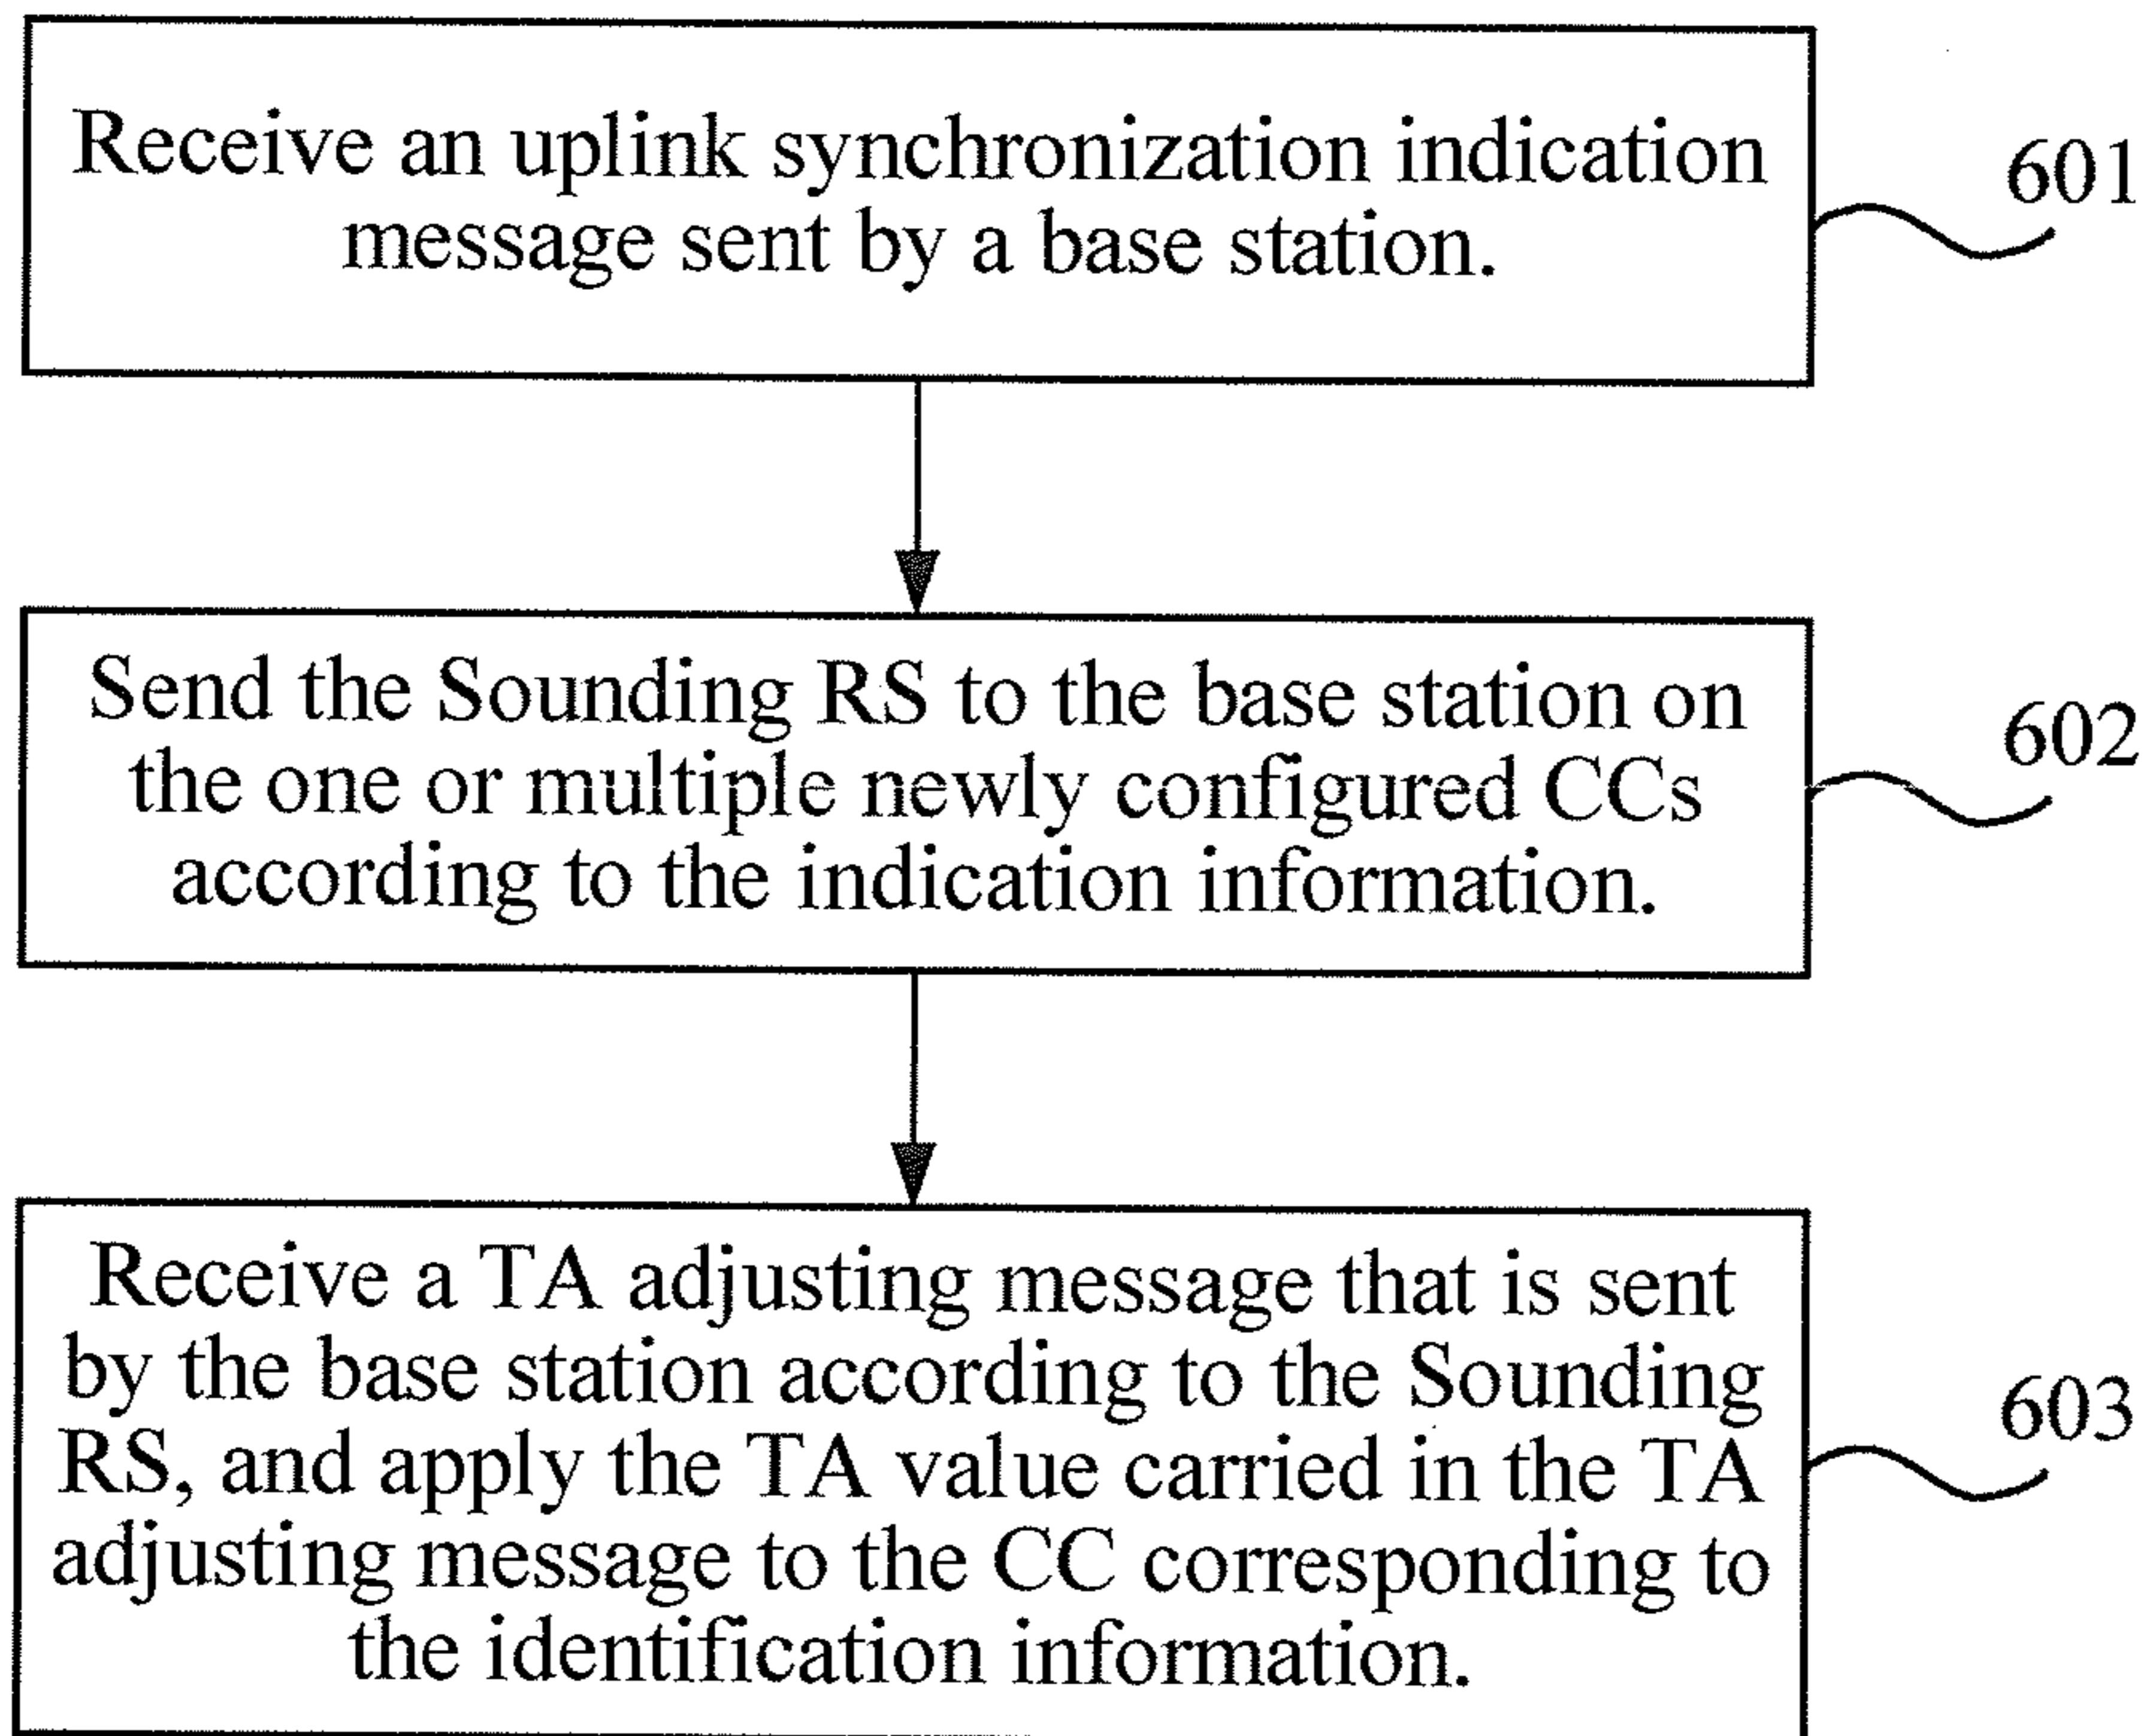 Receive an uplink synchronization indication
message sent by a base station.
601
Send the Sounding RS to the base station on
the one or multiple newly configured CCs
according to the indication information.
602
Receive a TA adjusting message that is sent
by the base station according to the Sounding
RS, and apply the TA value carried in the TA
adjusting message to the CC corresponding to
the identification information.
603